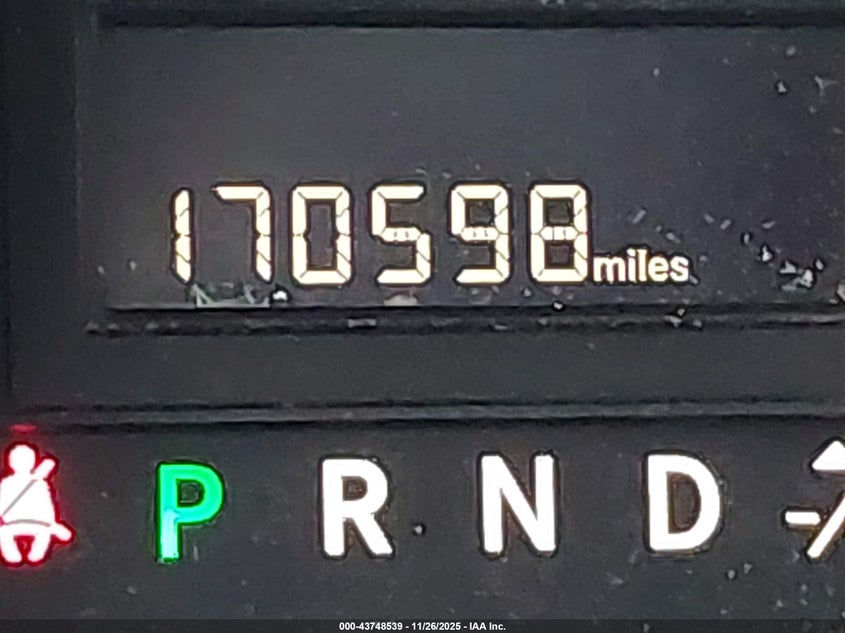 170598 miles
P R N D
000-43748539 - 11/26/2025 - IAA Inc.